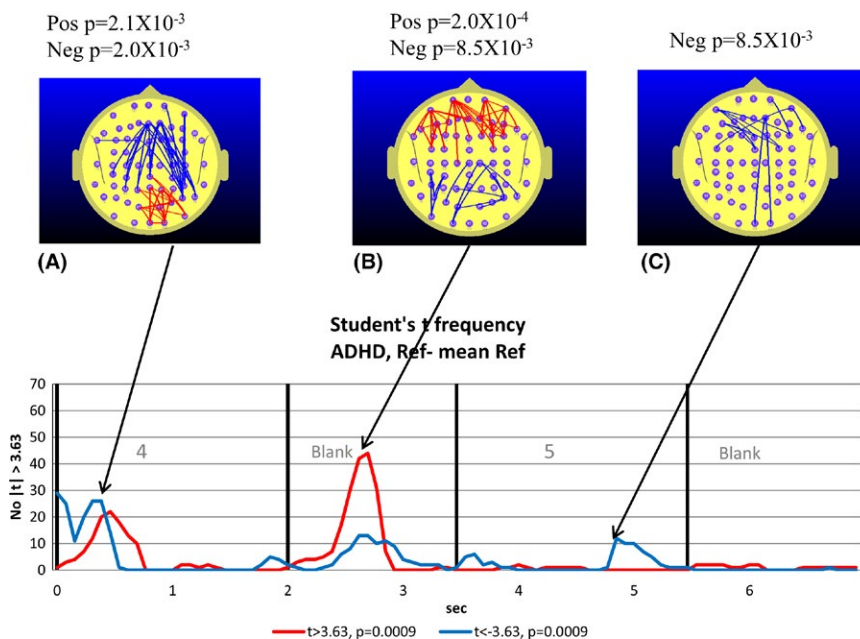 Pos p=2.1X10⁻³
Neg p=2.0X10⁻³
Pos p=2.0X10⁻⁴
Neg p=8.5X10⁻³
Neg p=8.5X10⁻³
(A)
(B)
(C)
Student's t frequency
ADHD, Ref- mean Ref
No |t| > 3.63
70
60
50
40
30
20
10
0
4
Blank
5
Blank
0
1
2
3
4
5
6
sec
t>3.63, p=0.0009
t<-3.63, p=0.0009